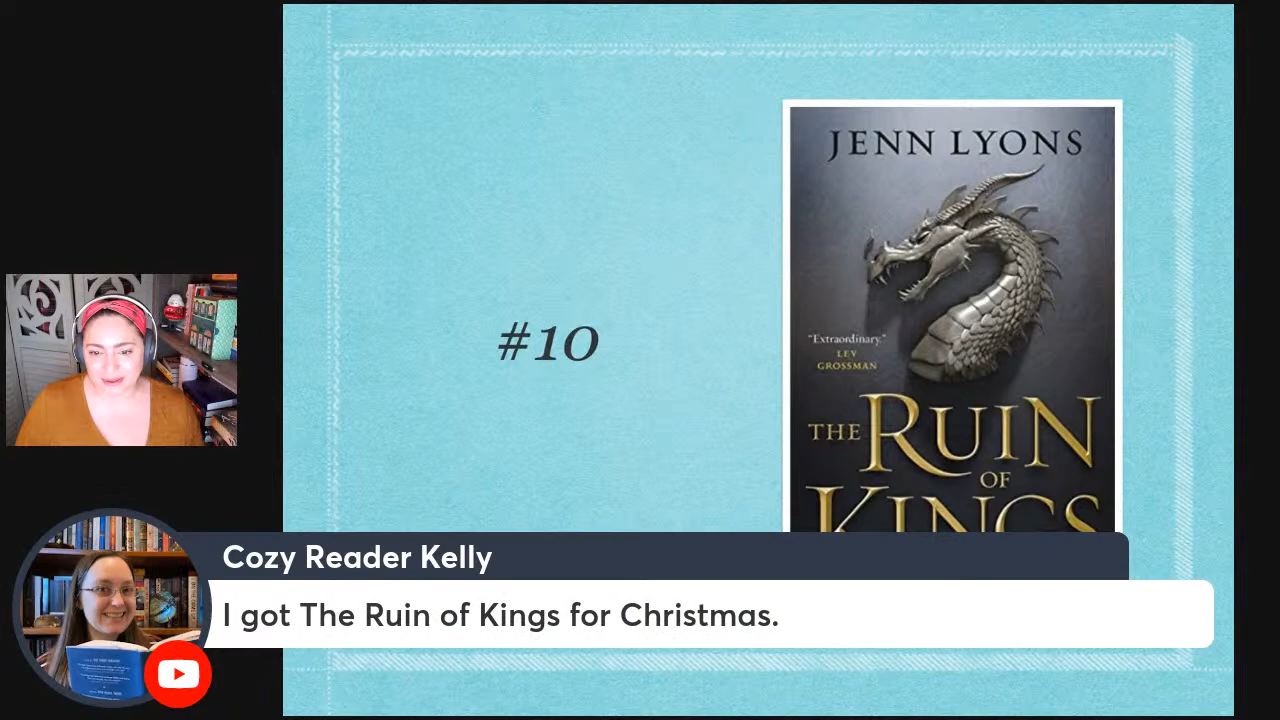 #10
JENN LYONS
"Extraordinary."
LEV
GROSSMAN
THE RUIN
OF
KINGS
Cozy Reader Kelly
I got The Ruin of Kings for Christmas.